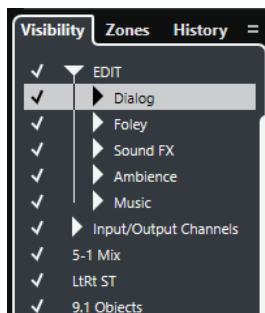 Visibility Zones History
EDIT
Dialog
Foley
Sound FX
Ambience
Music
Input/Output Channels
5-1 Mix
LtRt ST
9.1 Objects